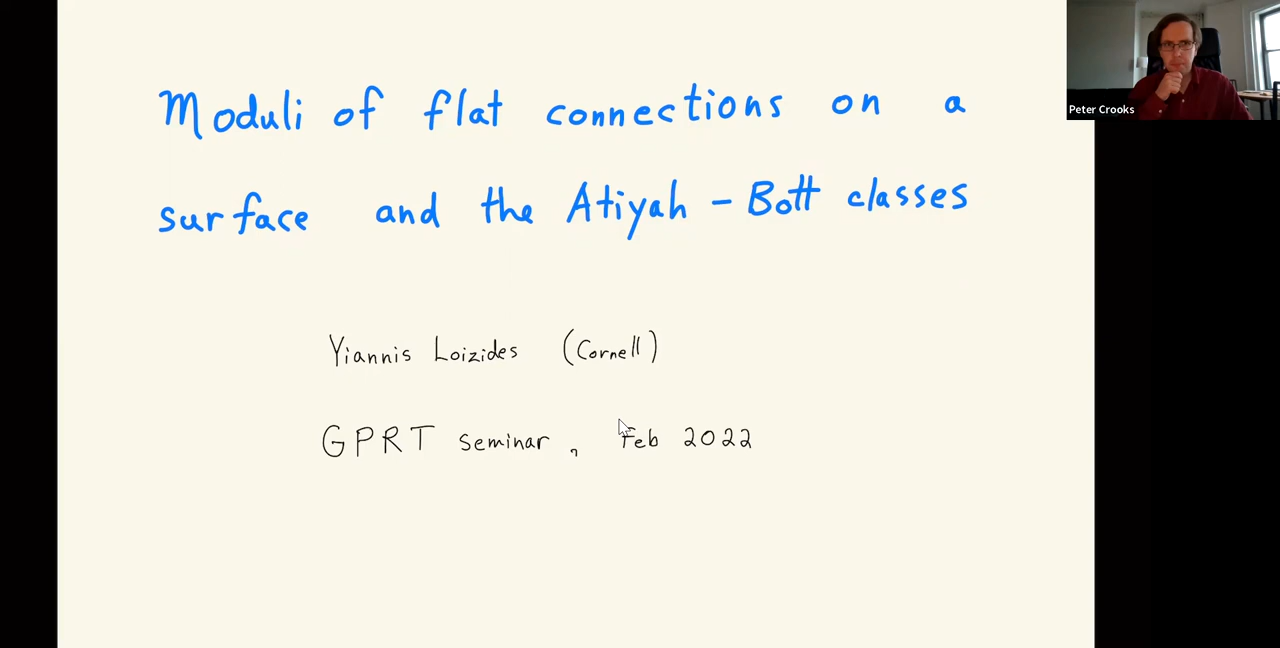 Moduli of flat connections on a
surface and the Atiyah - Bott classes
Yiannis Loizides (Cornell)
GPRT seminar, Feb 2022
Peter Crooks